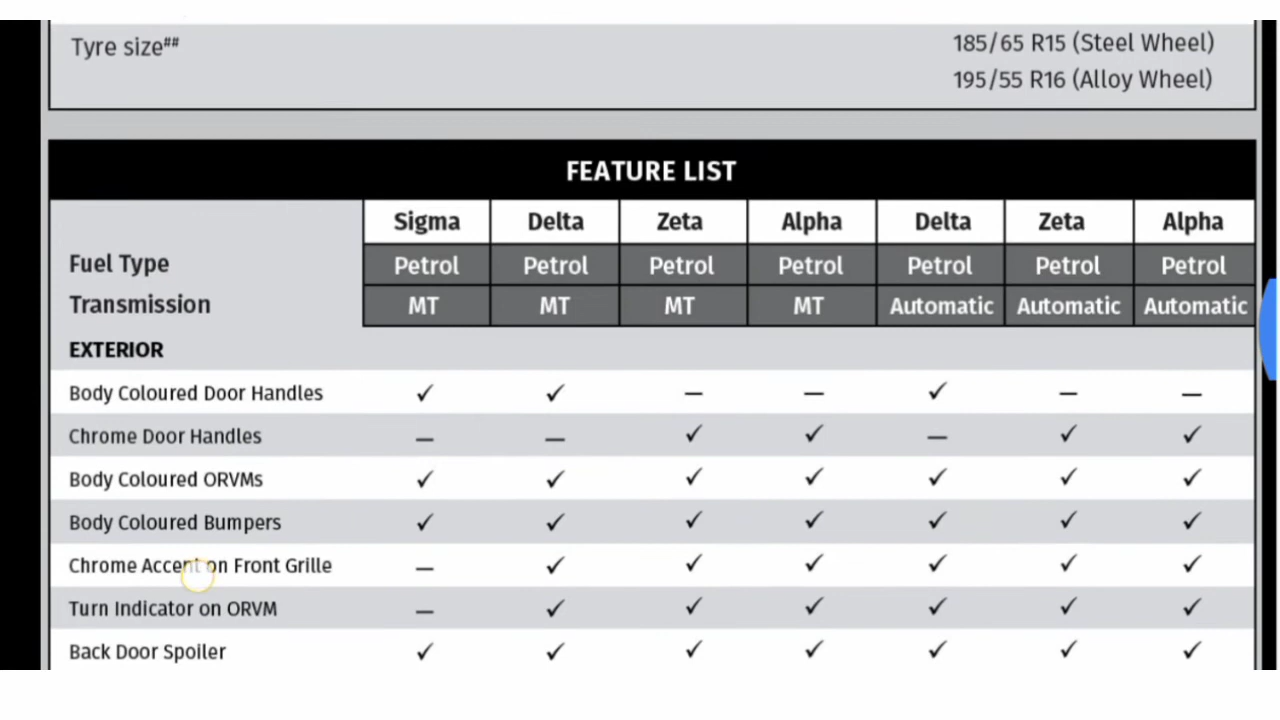 Tyre size## 185/65 R15 (Steel Wheel)
195/55 R16 (Alloy Wheel)
FEATURE LIST
Sigma Delta Zeta Alpha Delta Zeta Alpha
Fuel Type Petrol Petrol Petrol Petrol Petrol Petrol Petrol
Transmission MT MT MT MT Automatic Automatic Automatic
EXTERIOR
Body Coloured Door Handles ✓ ✓ – – ✓ – –
Chrome Door Handles – – ✓ ✓ – ✓ ✓
Body Coloured ORVMs ✓ ✓ ✓ ✓ ✓ ✓ ✓
Body Coloured Bumpers ✓ ✓ ✓ ✓ ✓ ✓ ✓
Chrome Accent on Front Grille – ✓ ✓ ✓ ✓ ✓ ✓
Turn Indicator on ORVM – ✓ ✓ ✓ ✓ ✓ ✓
Back Door Spoiler ✓ ✓ ✓ ✓ ✓ ✓ ✓